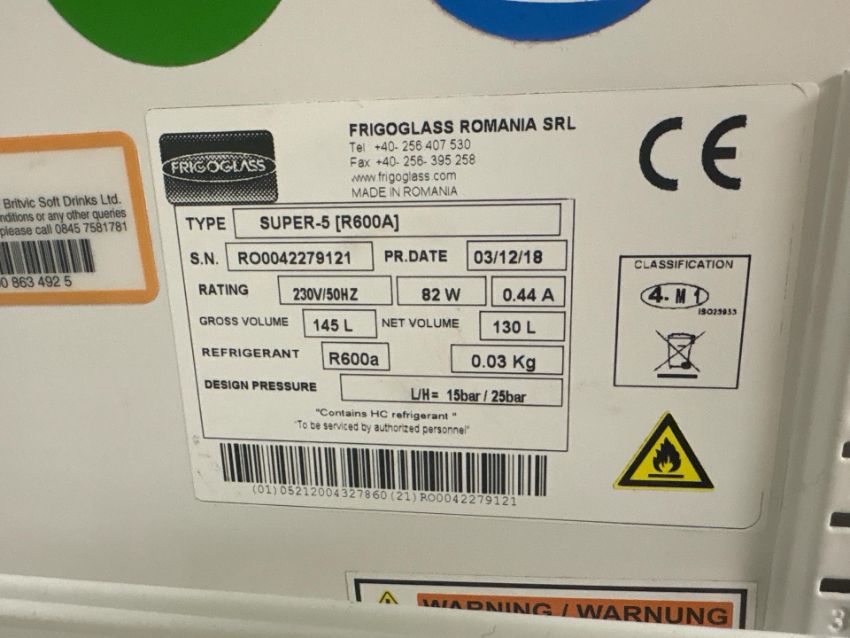 FRIGOGLASS
FRIGOGLASS ROMANIA SRL
Tel +40- 256 407 530
Fax +40- 256- 395 258
www.frigoglass.com
MADE IN ROMANIA
CE
TYPE SUPER-5 [R600A]
S.N. RO0042279121 PR.DATE 03/12/18
RATING 230V/50HZ 82 W 0.44 A
GROSS VOLUME 145 L NET VOLUME 130 L
REFRIGERANT R600a 0.03 Kg
DESIGN PRESSURE L/H= 15bar / 25bar
"Contains HC refrigerant "
"To be serviced by authorized personnel"
(01)05212004327860(21)RO0042279121
CLASSIFICATION
4. M 1
ISO23953
Britvic Soft Drinks Ltd.
or any other queries
please call 0845 7581781
0 863 492 5
WARNING / WARNUNG
3